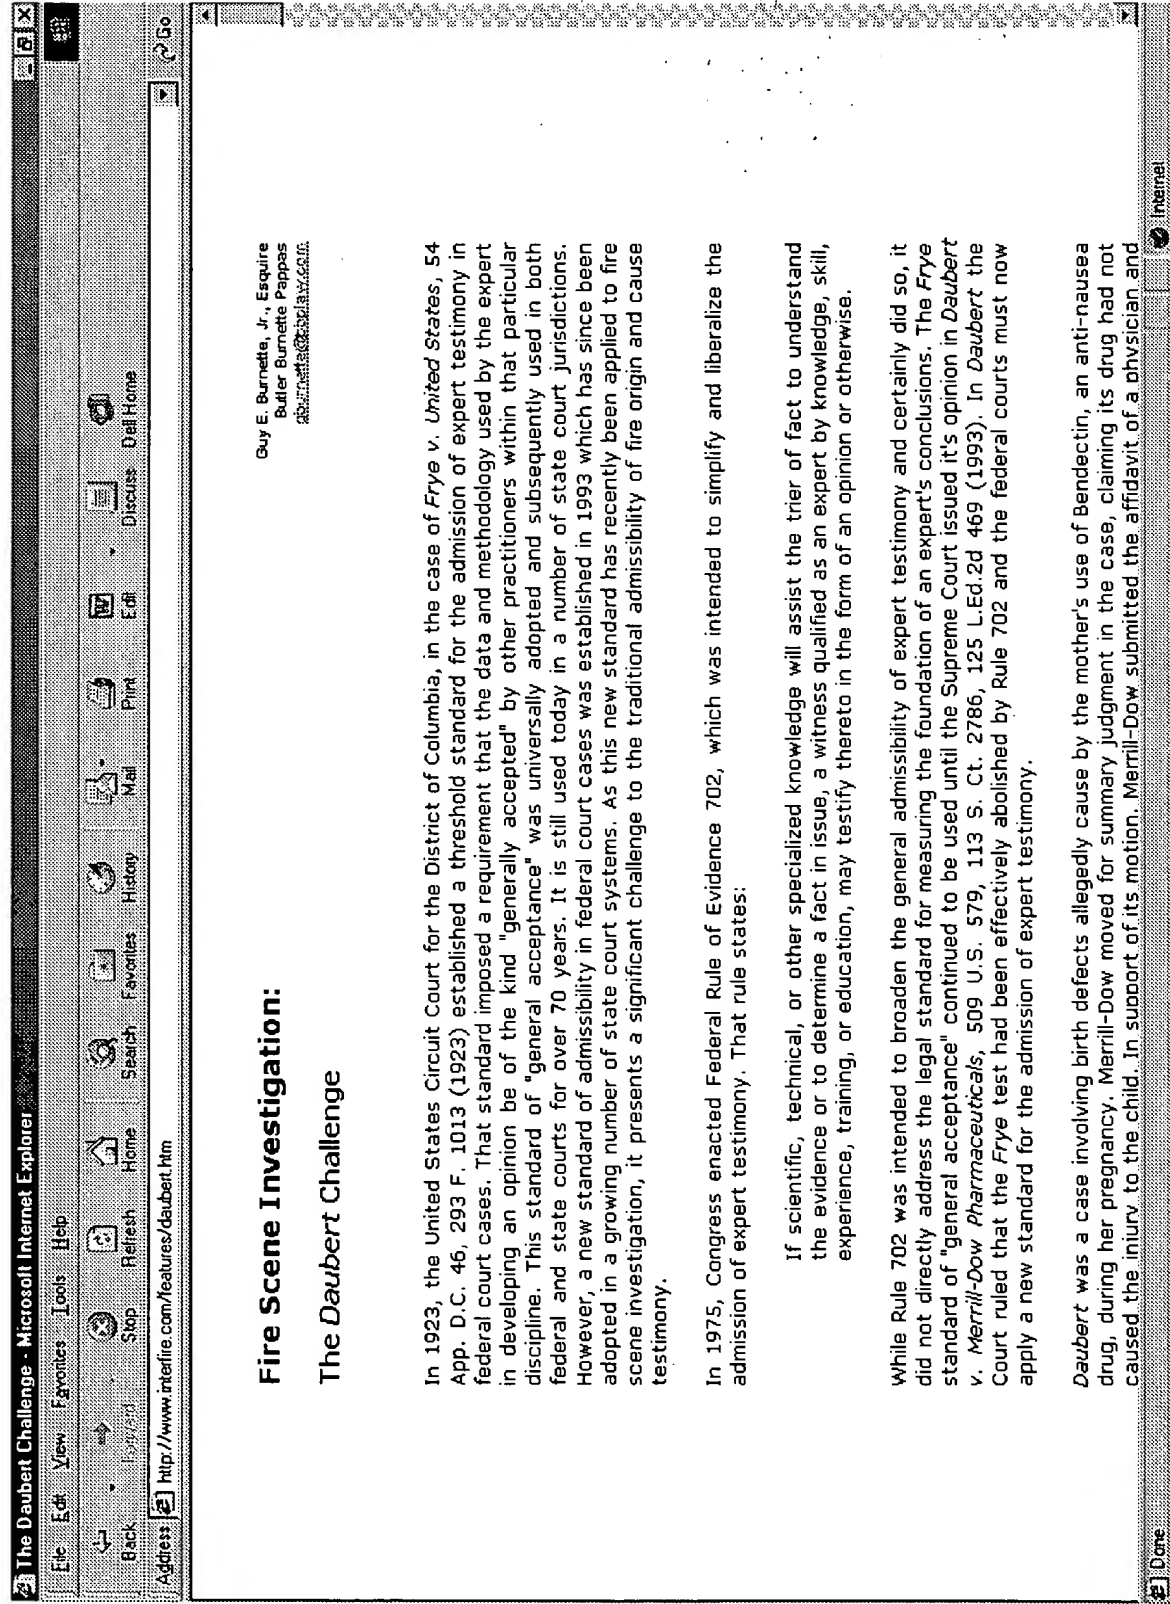 The Daubert Challenge - Microsoft Internet Explorer
File Edit View Favorites Tools Help
Back Forward Stop Refresh Home Search Favorites History Mail Print Edit Discuss Dell Home
Address http://www.interfire.com/features/daubert.htm Go
Fire Scene Investigation:
The Daubert Challenge
Guy E. Burnette, Jr., Esquire
Butler Burnette Pappas
In 1923, the United States Circuit Court for the District of Columbia, in the case of Frye v. United States, 54
App. D.C. 46, 293 F. 1013 (1923) established a threshold standard for the admission of expert testimony in
federal court cases. That standard imposed a requirement that the data and methodology used by the expert
in developing an opinion be of the kind "generally accepted" by other practitioners within that particular
discipline. This standard of "general acceptance" was universally adopted and subsequently used in both
federal and state courts for over 70 years. It is still used today in a number of state court jurisdictions.
However, a new standard of admissibility in federal court cases was established in 1993 which has since been
adopted in a growing number of state court systems. As this new standard has recently been applied to fire
scene investigation, it presents a significant challenge to the traditional admissibility of fire origin and cause
testimony.
In 1975, Congress enacted Federal Rule of Evidence 702, which was intended to simplify and liberalize the
admission of expert testimony. That rule states:
If scientific, technical, or other specialized knowledge will assist the trier of fact to understand
the evidence or to determine a fact in issue, a witness qualified as an expert by knowledge, skill,
experience, training, or education, may testify thereto in the form of an opinion or otherwise.
While Rule 702 was intended to broaden the general admissibility of expert testimony and certainly did so, it
did not directly address the legal standard for measuring the foundation of an expert's conclusions. The Frye
standard of "general acceptance" continued to be used until the Supreme Court issued it's opinion in Daubert
v. Merrill-Dow Pharmaceuticals, 509 U.S. 579, 113 S. Ct. 2786, 125 L.Ed.2d 469 (1993). In Daubert the
Court ruled that the Frye test had been effectively abolished by Rule 702 and the federal courts must now
apply a new standard for the admission of expert testimony.
Daubert was a case involving birth defects allegedly cause by the mother's use of Bendectin, an anti-nausea
drug, during her pregnancy. Merrill-Dow moved for summary judgment in the case, claiming its drug had not
caused the injury to the child. In support of its motion, Merrill-Dow submitted the affidavit of a physician and
Done Internet